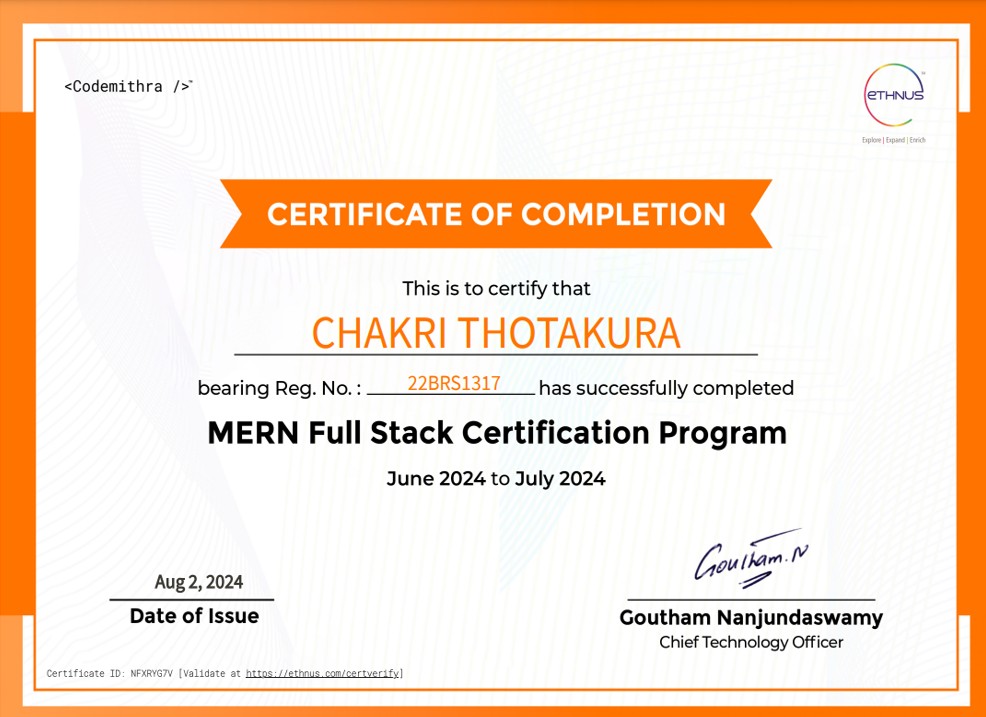 <Codemithra />™
eTHNUS™
Explore | Expand | Enrich
CERTIFICATE OF COMPLETION
This is to certify that
CHAKRI THOTAKURA
bearing Reg. No. : 22BRS1317 has successfully completed
MERN Full Stack Certification Program
June 2024 to July 2024
Goutham.N
Aug 2, 2024
Date of Issue
Goutham Nanjundaswamy
Chief Technology Officer
Certificate ID: NFXRYG7V [Validate at https://ethnus.com/certverify]